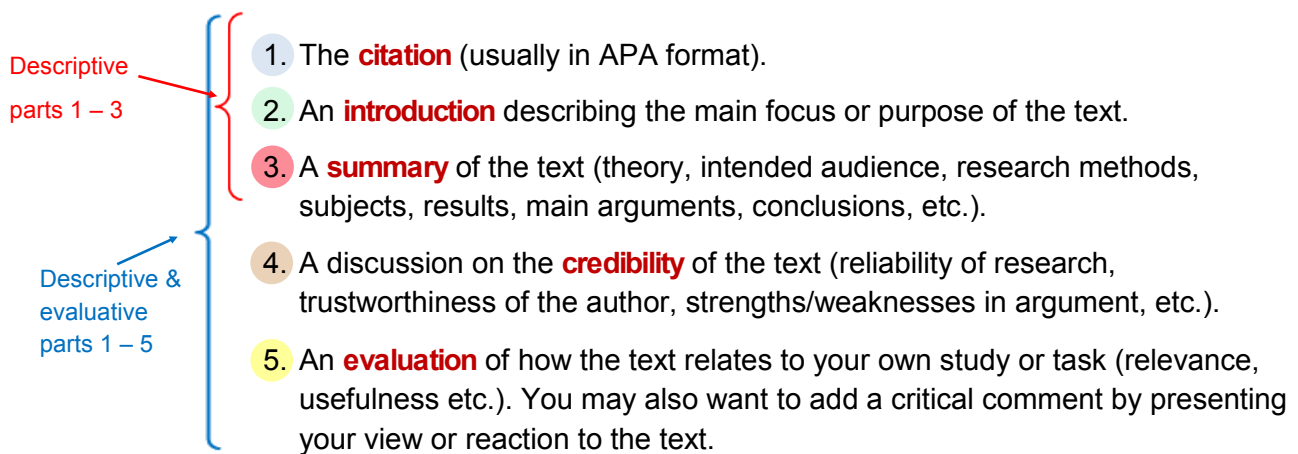 Descriptive
parts 1 – 3
1. The citation (usually in APA format).
2. An introduction describing the main focus or purpose of the text.
3. A summary of the text (theory, intended audience, research methods,
subjects, results, main arguments, conclusions, etc.).
Descriptive &
evaluative
parts 1 – 5
4. A discussion on the credibility of the text (reliability of research,
trustworthiness of the author, strengths/weaknesses in argument, etc.).
5. An evaluation of how the text relates to your own study or task (relevance,
usefulness etc.). You may also want to add a critical comment by presenting
your view or reaction to the text.